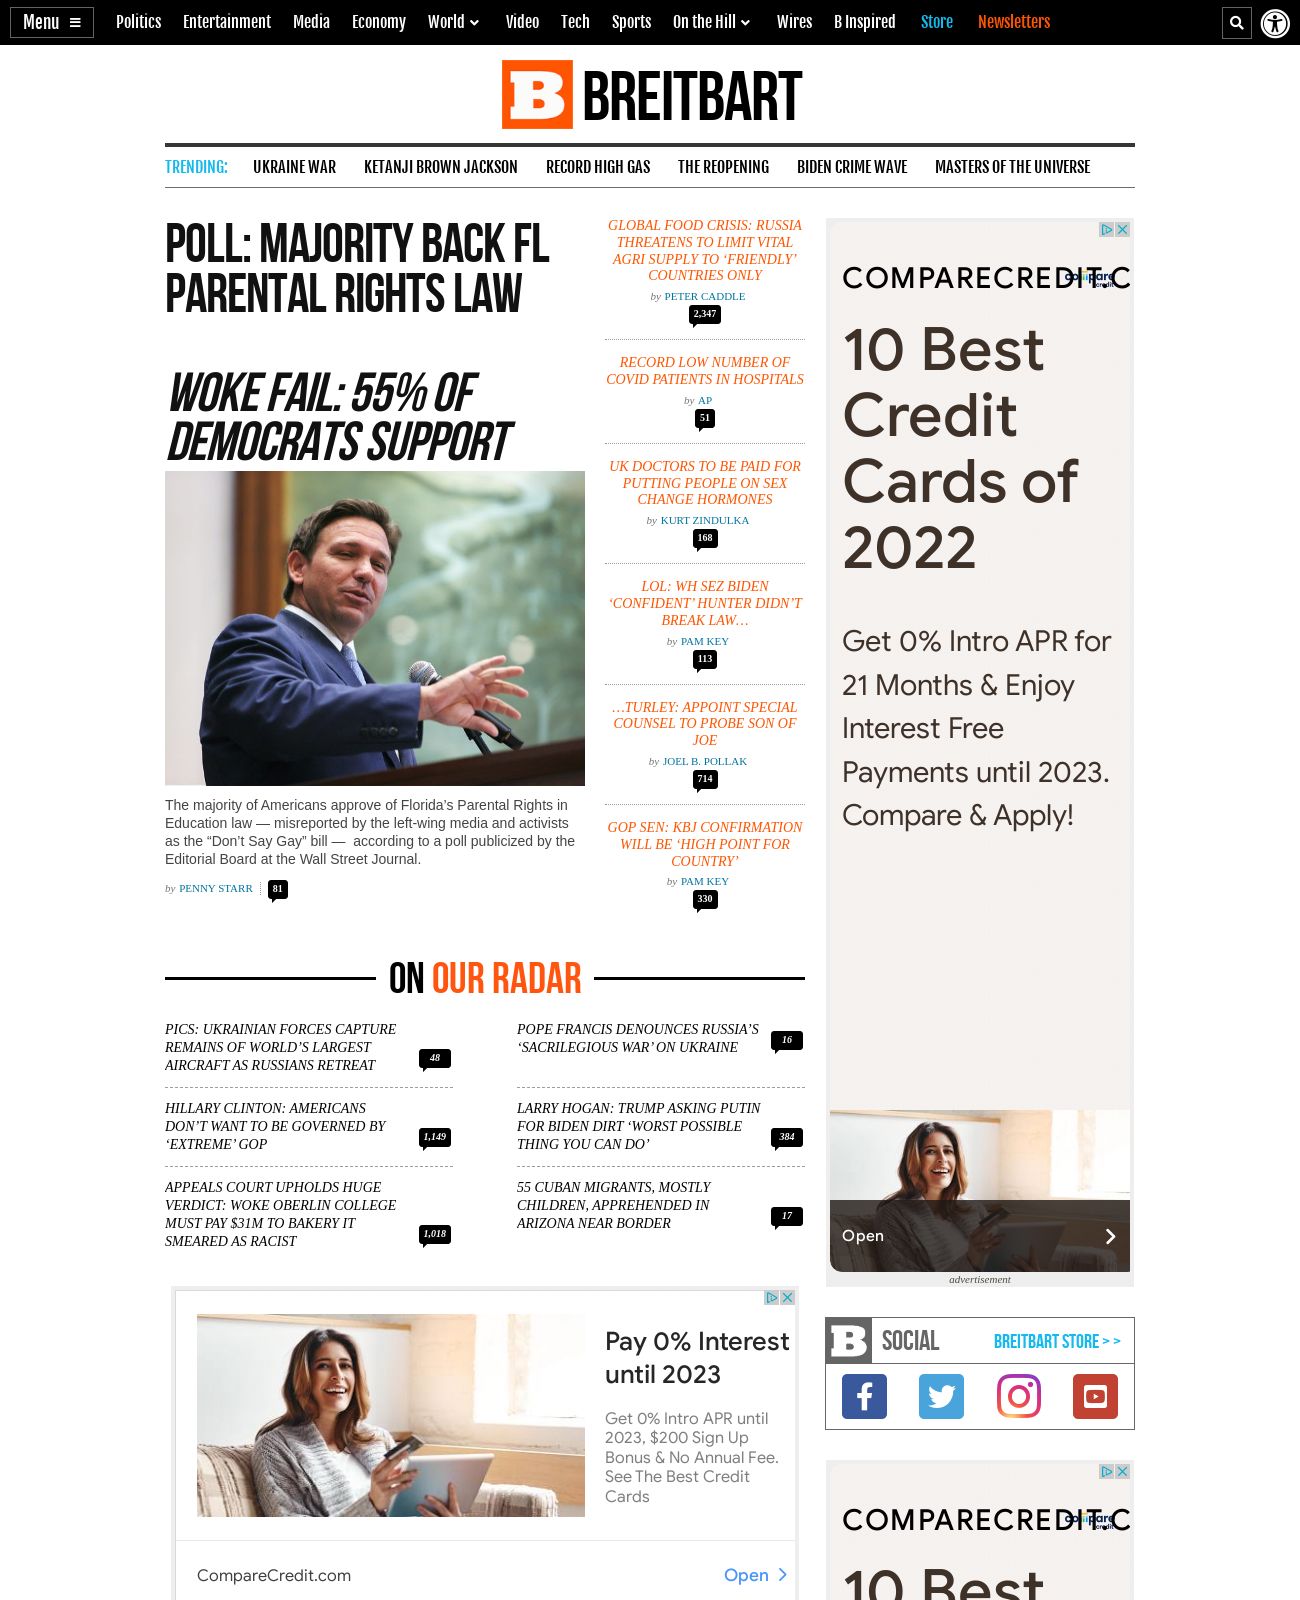 Menu
Politics Entertainment Media Economy World Video Tech Sports On the Hill Wires B Inspired Store Newsletters
B BREITBART
TRENDING: UKRAINE WAR KETANJI BROWN JACKSON RECORD HIGH GAS THE REOPENING BIDEN CRIME WAVE MASTERS OF THE UNIVERSE
POLL: MAJORITY BACK FL
PARENTAL RIGHTS LAW
WOKE FAIL: 55% OF
DEMOCRATS SUPPORT
The majority of Americans approve of Florida’s Parental Rights in
Education law — misreported by the left-wing media and activists
as the “Don’t Say Gay” bill —  according to a poll publicized by the
Editorial Board at the Wall Street Journal.
by PENNY STARR 81
GLOBAL FOOD CRISIS: RUSSIA
THREATENS TO LIMIT VITAL
AGRI SUPPLY TO ‘FRIENDLY’
COUNTRIES ONLY
by PETER CADDLE
2,347
RECORD LOW NUMBER OF
COVID PATIENTS IN HOSPITALS
by AP
51
UK DOCTORS TO BE PAID FOR
PUTTING PEOPLE ON SEX
CHANGE HORMONES
by KURT ZINDULKA
168
LOL: WH SEZ BIDEN
‘CONFIDENT’ HUNTER DIDN’T
BREAK LAW…
by PAM KEY
113
…TURLEY: APPOINT SPECIAL
COUNSEL TO PROBE SON OF
JOE
by JOEL B. POLLAK
714
GOP SEN: KBJ CONFIRMATION
WILL BE ‘HIGH POINT FOR
COUNTRY’
by PAM KEY
330
COMPARECREDIT.C
compare
credit
10 Best
Credit
Cards of
2022
Get 0% Intro APR for
21 Months & Enjoy
Interest Free
Payments until 2023.
Compare & Apply!
Open
advertisement
ON OUR RADAR
PICS: UKRAINIAN FORCES CAPTURE
REMAINS OF WORLD’S LARGEST
AIRCRAFT AS RUSSIANS RETREAT
48
POPE FRANCIS DENOUNCES RUSSIA’S
‘SACRILEGIOUS WAR’ ON UKRAINE
16
HILLARY CLINTON: AMERICANS
DON’T WANT TO BE GOVERNED BY
‘EXTREME’ GOP
1,149
LARRY HOGAN: TRUMP ASKING PUTIN
FOR BIDEN DIRT ‘WORST POSSIBLE
THING YOU CAN DO’
384
APPEALS COURT UPHOLDS HUGE
VERDICT: WOKE OBERLIN COLLEGE
MUST PAY $31M TO BAKERY IT
SMEARED AS RACIST
1,018
55 CUBAN MIGRANTS, MOSTLY
CHILDREN, APPREHENDED IN
ARIZONA NEAR BORDER
17
Pay 0% Interest
until 2023
Get 0% Intro APR until
2023, $200 Sign Up
Bonus & No Annual Fee.
See The Best Credit
Cards
CompareCredit.com
Open
B SOCIAL BREITBART STORE > >
COMPARECREDIT.C
compare
credit
10 Best